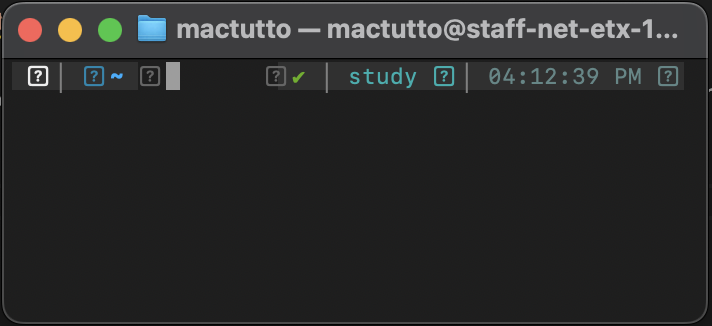 mactutto — mactutto@staff-net-etx-1...
~ ✔ study 04:12:39 PM